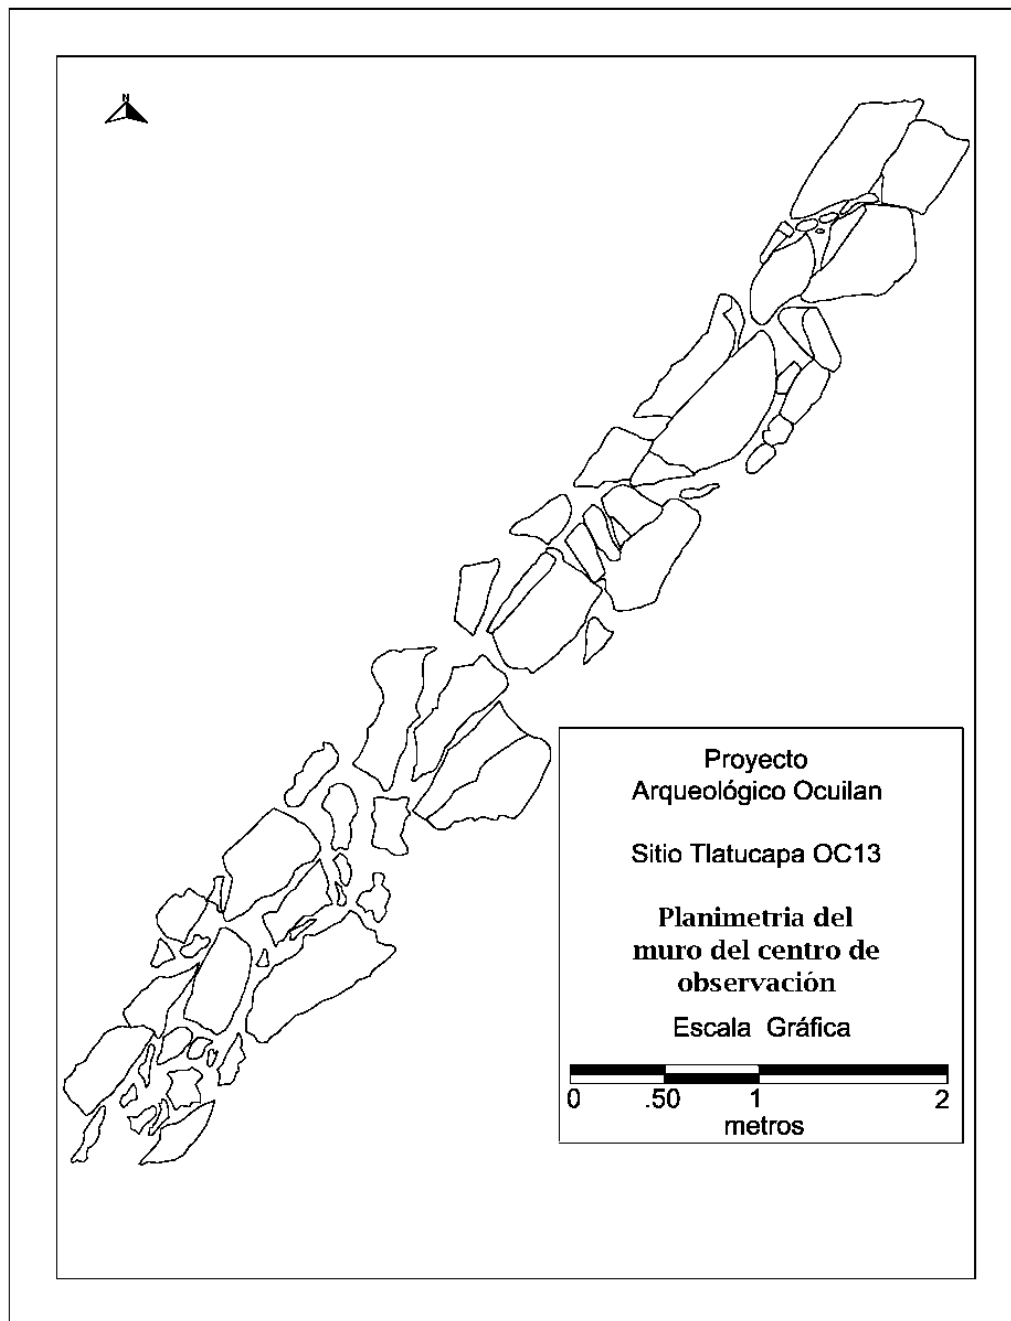 N
Proyecto
Arqueológico Ocuilan
Sitio Tlatucapa OC13
Planimetria del
muro del centro de
observación
Escala Gráfica
0 .50 1 2
metros